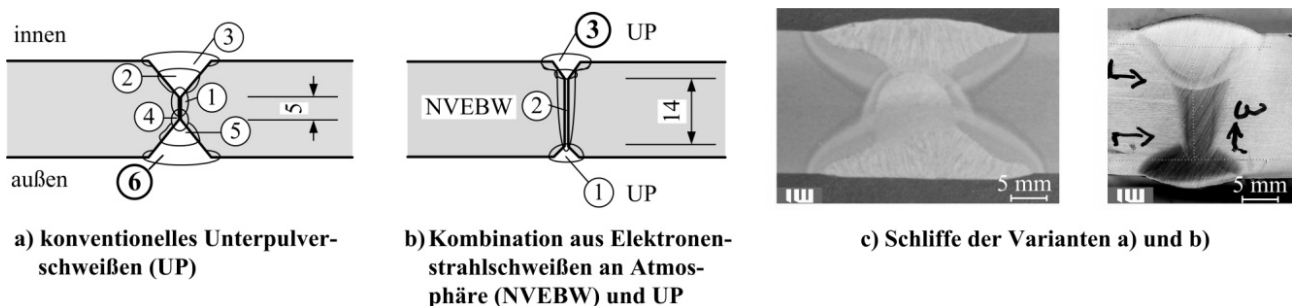 innen
3
2
1
4
5
6
5
außen
3
UP
NVEBW
2
14
1
UP
5 mm
5 mm
a) konventionelles Unterpulver-
schweißen (UP)
b) Kombination aus Elektronen-
strahlschweißen an Atmos-
phäre (NVEBW) und UP
c) Schliffe der Varianten a) und b)